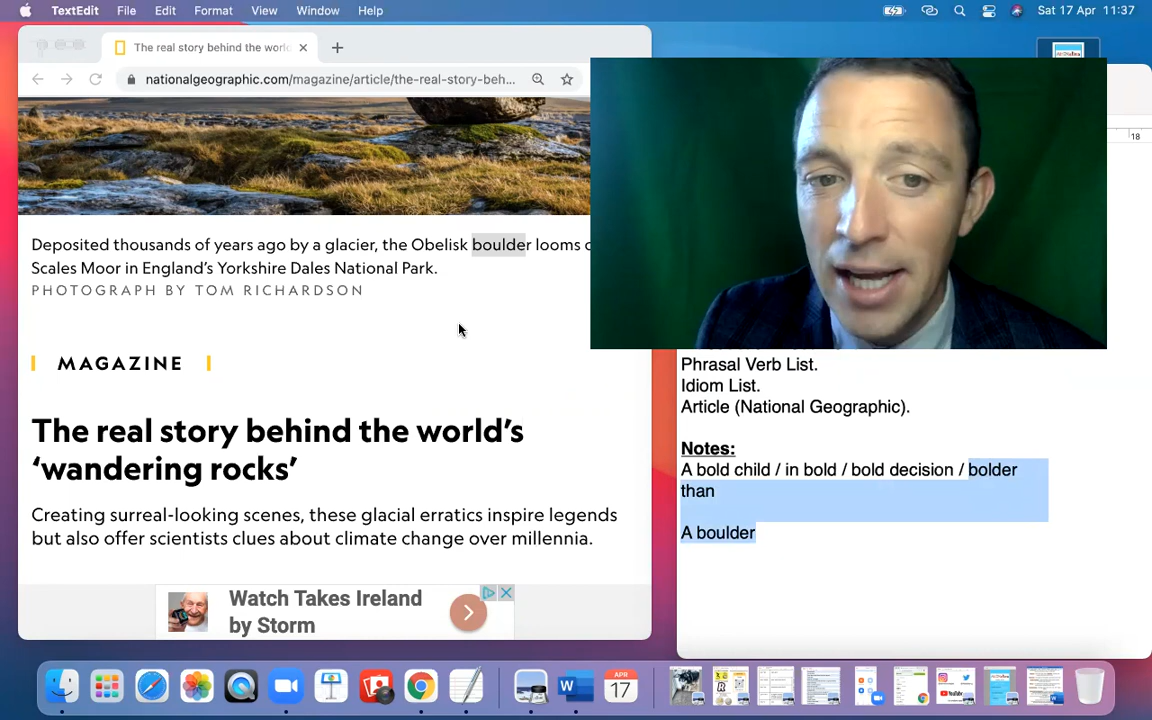 TextEdit File Edit Format View Window Help Sat 17 Apr 11:37
The real story behind the worl
nationalgeographic.com/magazine/article/the-real-story-beh...
18
Deposited thousands of years ago by a glacier, the Obelisk boulder looms
Scales Moor in England's Yorkshire Dales National Park.
PHOTOGRAPH BY TOM RICHARDSON
MAGAZINE
The real story behind the world's
‘wandering rocks’
Creating surreal-looking scenes, these glacial erratics inspire legends
but also offer scientists clues about climate change over millennia.
Watch Takes Ireland
by Storm
Phrasal Verb List.
Idiom List.
Article (National Geographic).
Notes:
A bold child / in bold / bold decision / bolder
than
A boulder
APR
17